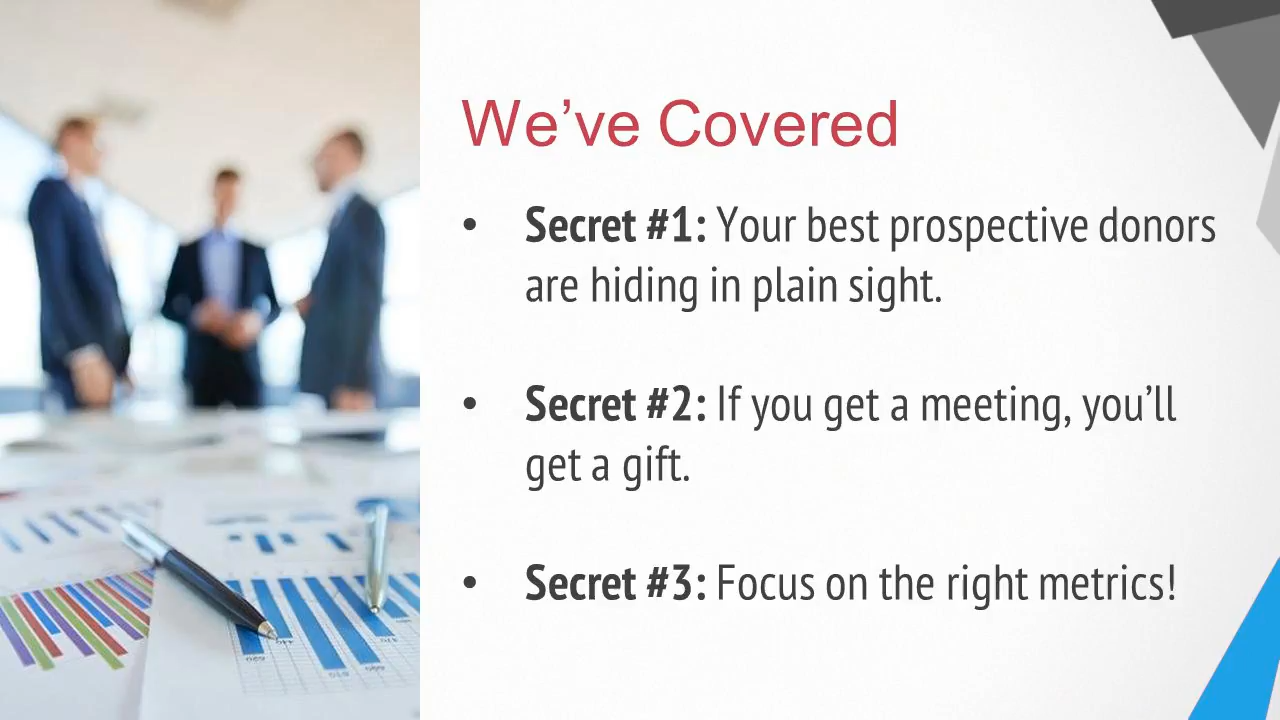 We’ve Covered
• Secret #1: Your best prospective donors
are hiding in plain sight.
• Secret #2: If you get a meeting, you’ll
get a gift.
• Secret #3: Focus on the right metrics!